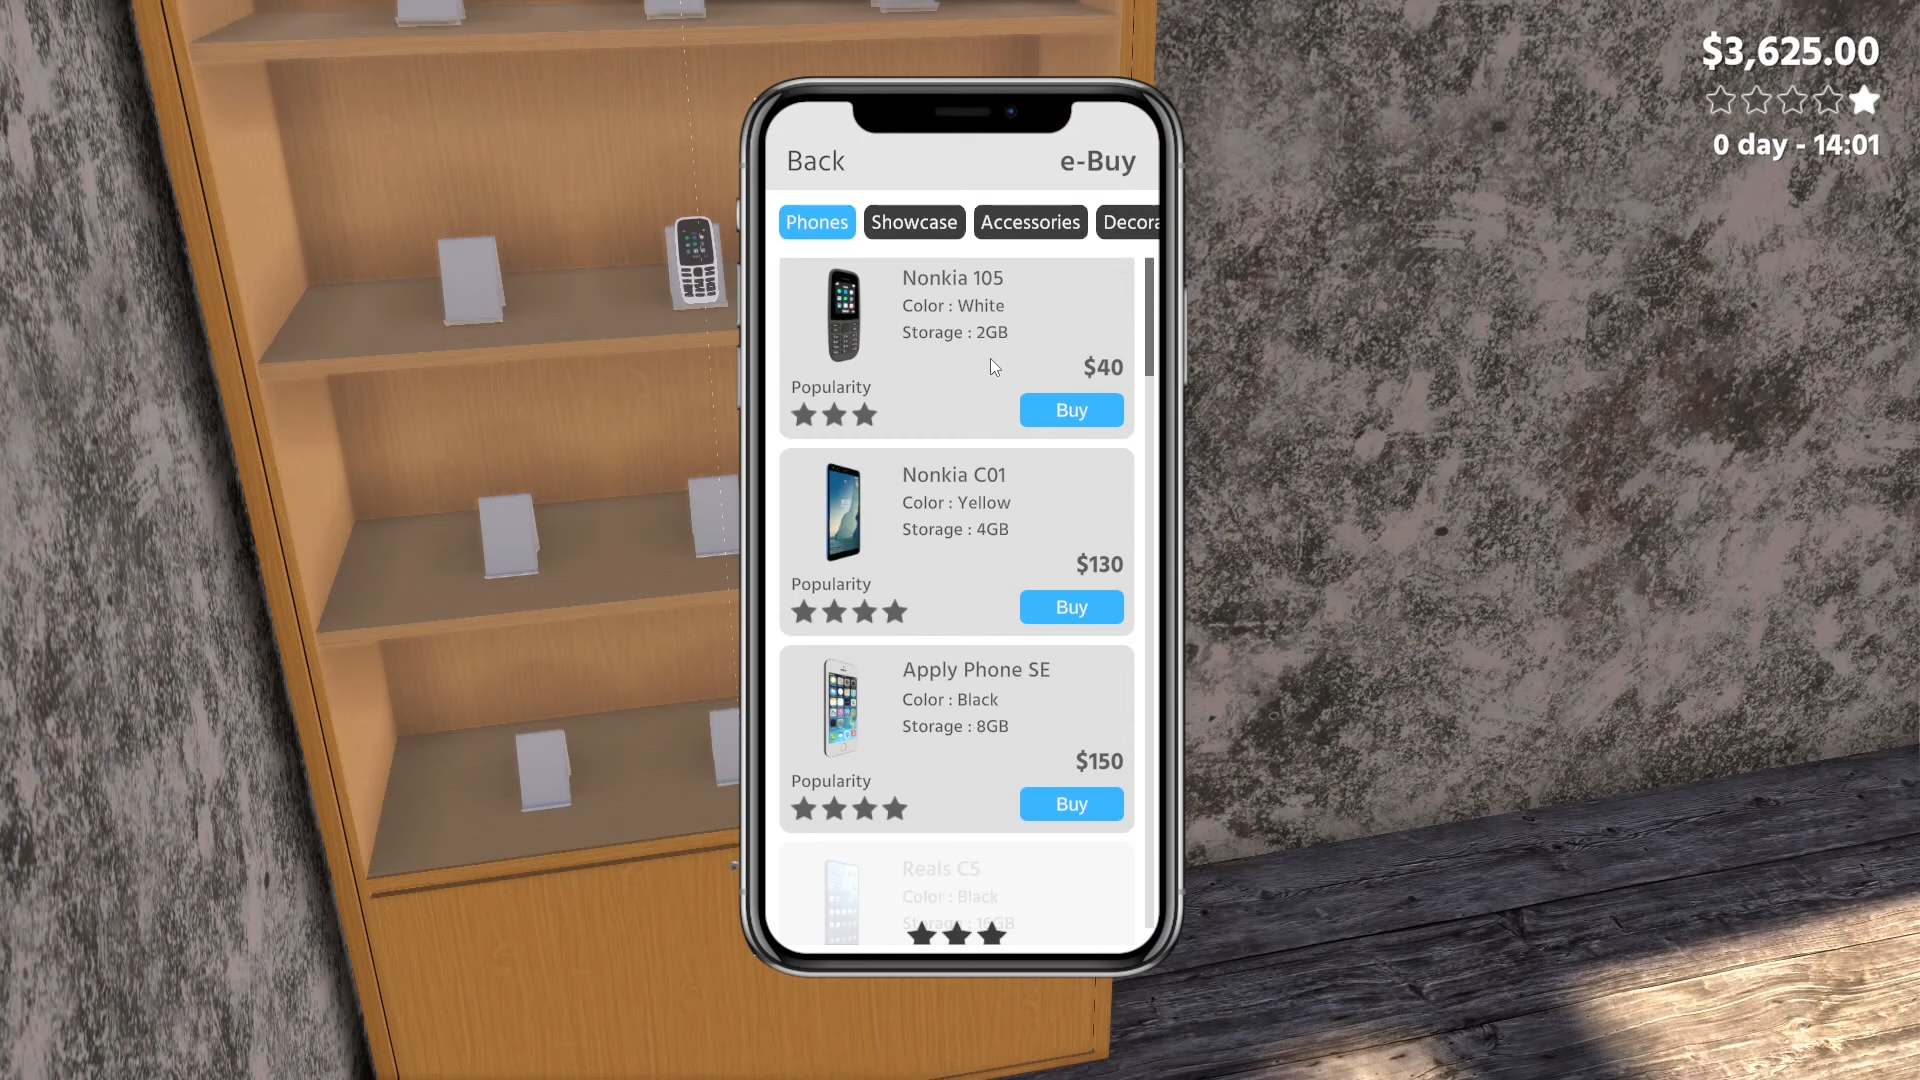 $3,625.00
0 day - 14:01
Back
e-Buy
Phones
Showcase
Accessories
Decora
Nonkia 105
Color : White
Storage : 2GB
$40
Popularity
Buy
Nonkia C01
Color : Yellow
Storage : 4GB
$130
Popularity
Buy
Apply Phone SE
Color : Black
Storage : 8GB
$150
Popularity
Buy
Reals C5
Color : Black
Storage : 16GB